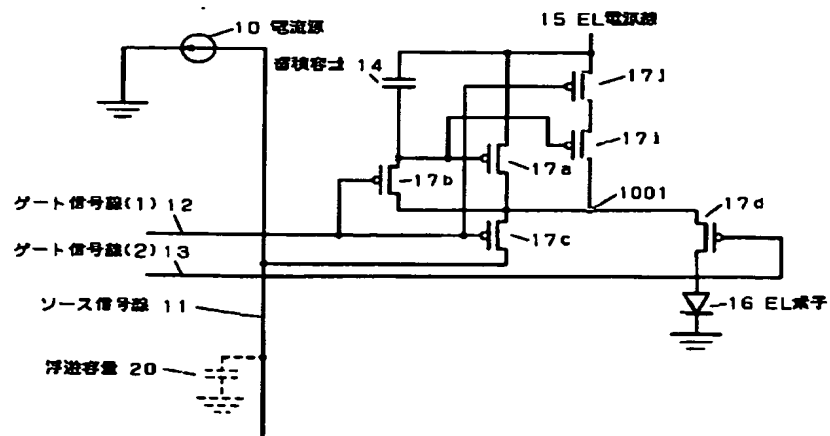 10 電流源
15 EL電源線
蓄積容量 14
17j
17i
17b
17a
1001
17d
ゲート信号線(1) 12
17c
ゲート信号線(2) 13
ソース信号線 11
16 EL素子
浮遊容量 20